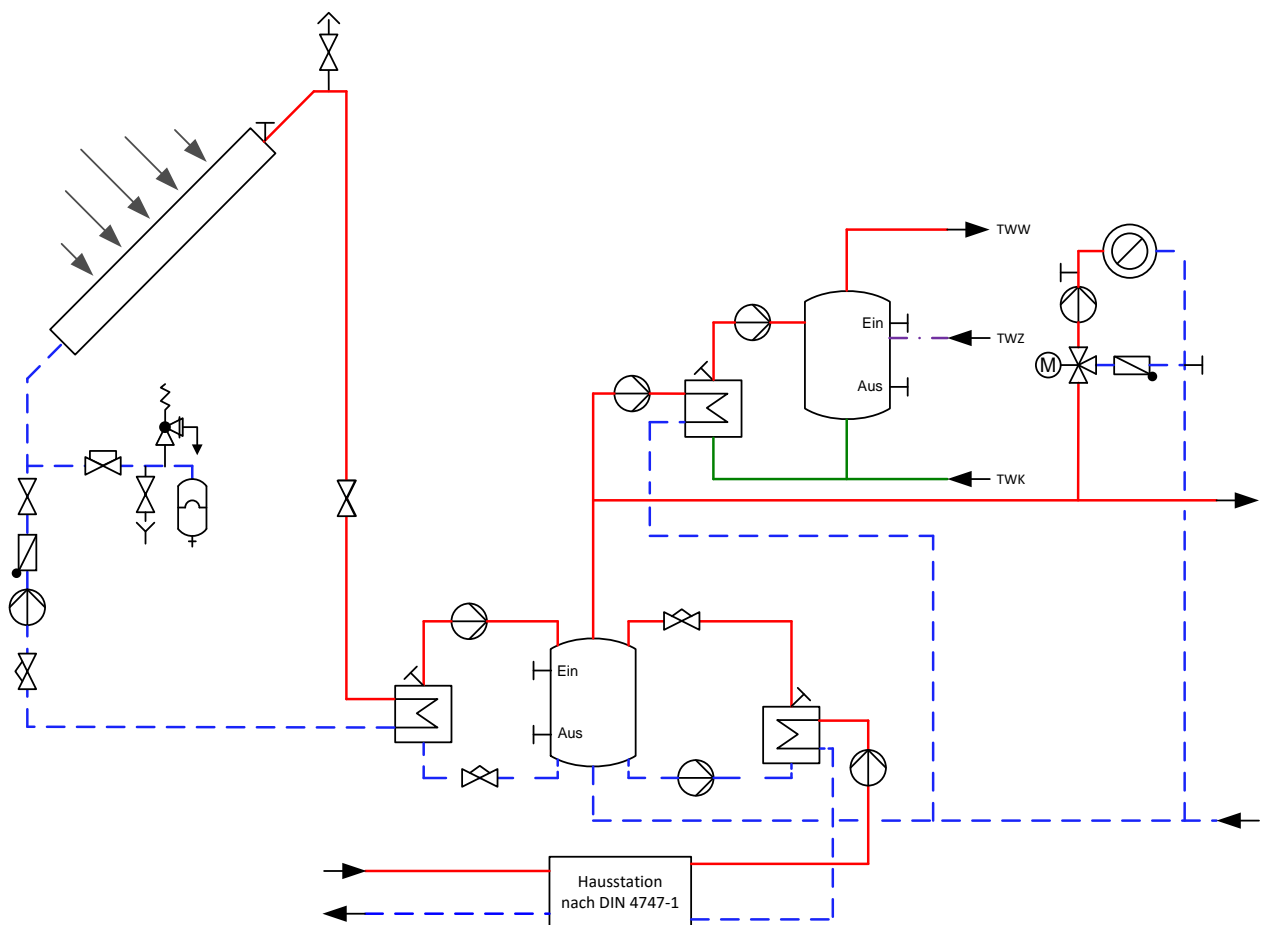 TWW
Ein
TWZ
M
Aus
TWK
Ein
Aus
Hausstation
nach DIN 4747-1